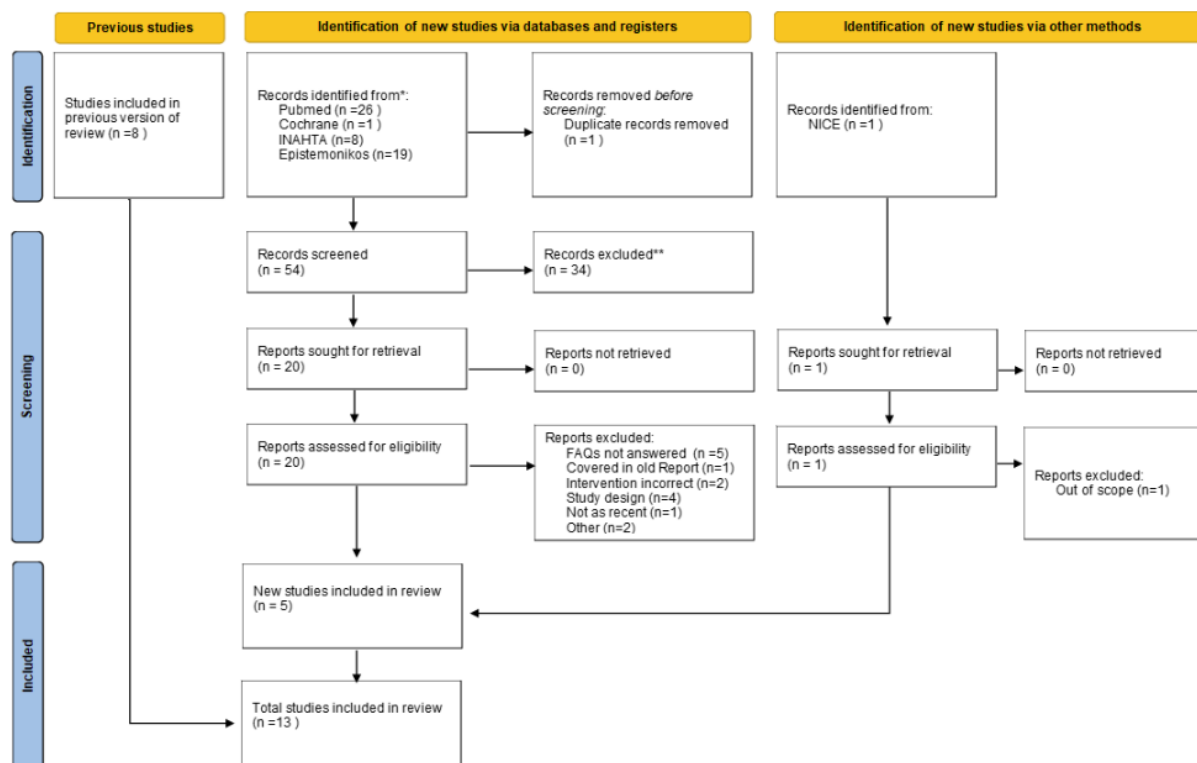 Previous studies
Identification of new studies via databases and registers
Identification of new studies via other methods
Identification
Studies included in
previous version of
review (n =8 )
Records identified from*:
Pubmed (n =26 )
Cochrane (n =1 )
INAHTA (n=8)
Epistemonikos (n=19)
Records removed before
screening:
Duplicate records removed
(n =1 )
Records identified from:
NICE (n =1 )
Screening
Records screened
(n = 54)
Records excluded**
(n = 34)
Reports sought for retrieval
(n = 20)
Reports not retrieved
(n = 0)
Reports sought for retrieval
(n = 1)
Reports not retrieved
(n = 0)
Reports assessed for eligibility
(n = 20)
Reports excluded:
FAQs not answered (n =5)
Covered in old Report (n=1)
Intervention incorrect (n=2)
Study design (n=4)
Not as recent (n=1)
Other (n=2)
Reports assessed for eligibility
(n = 1)
Reports excluded:
Out of scope (n=1)
Included
New studies included in review
(n = 5)
Total studies included in review
(n =13 )